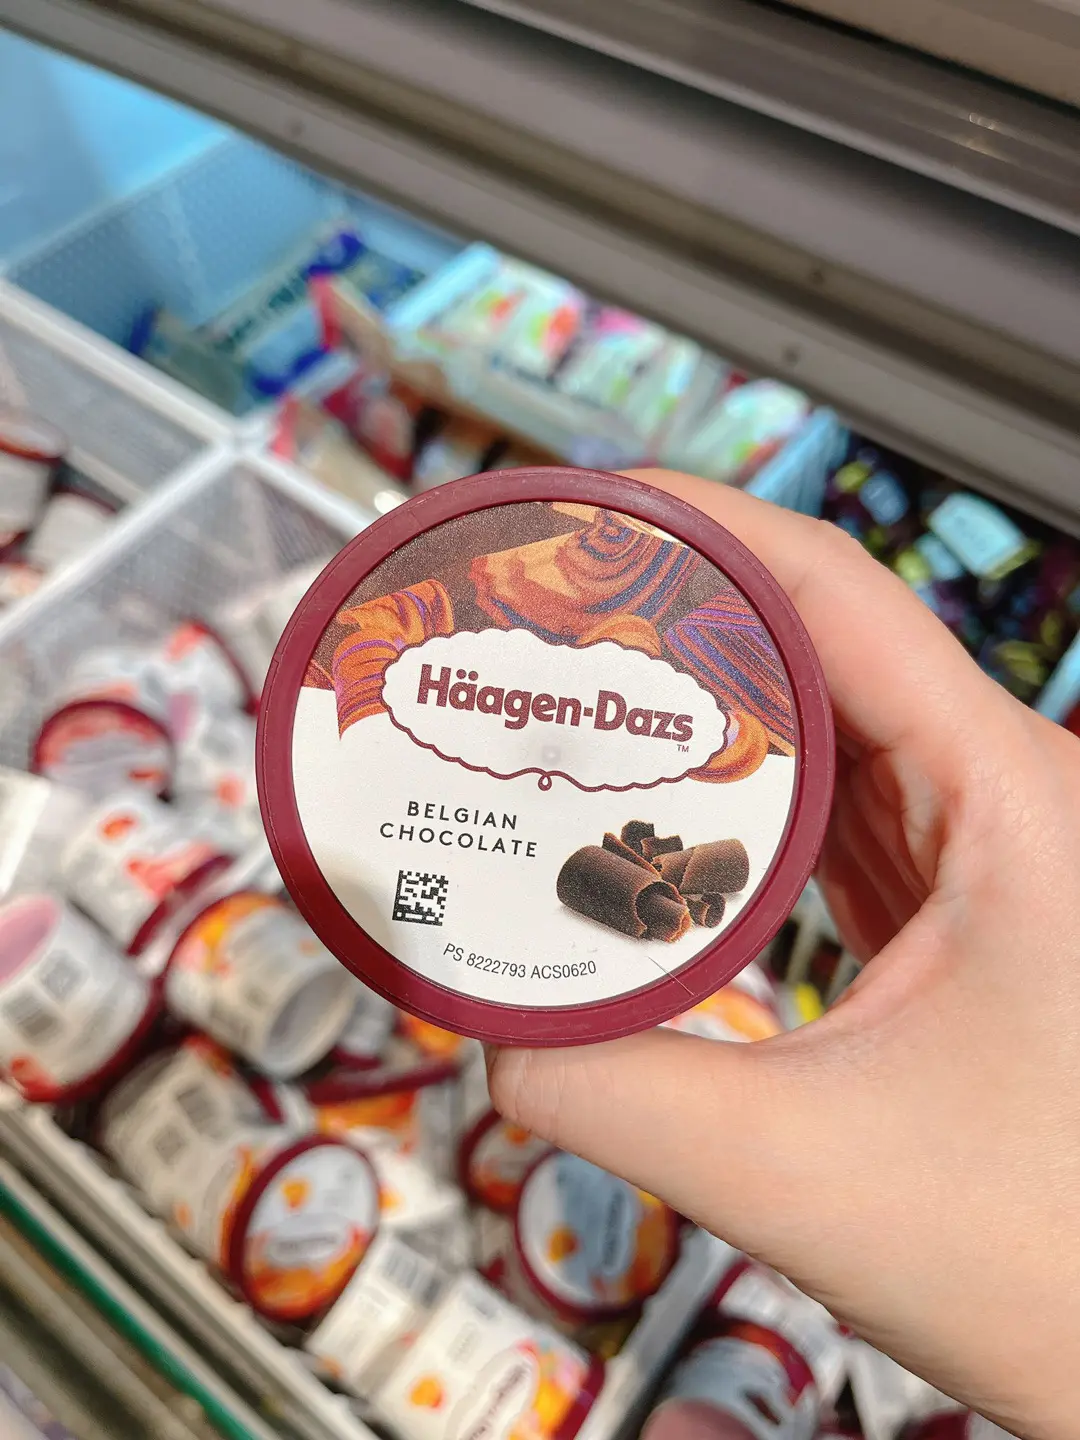 Häagen-Dazs
TM
BELGIAN
CHOCOLATE
PS 8222793 ACS0620